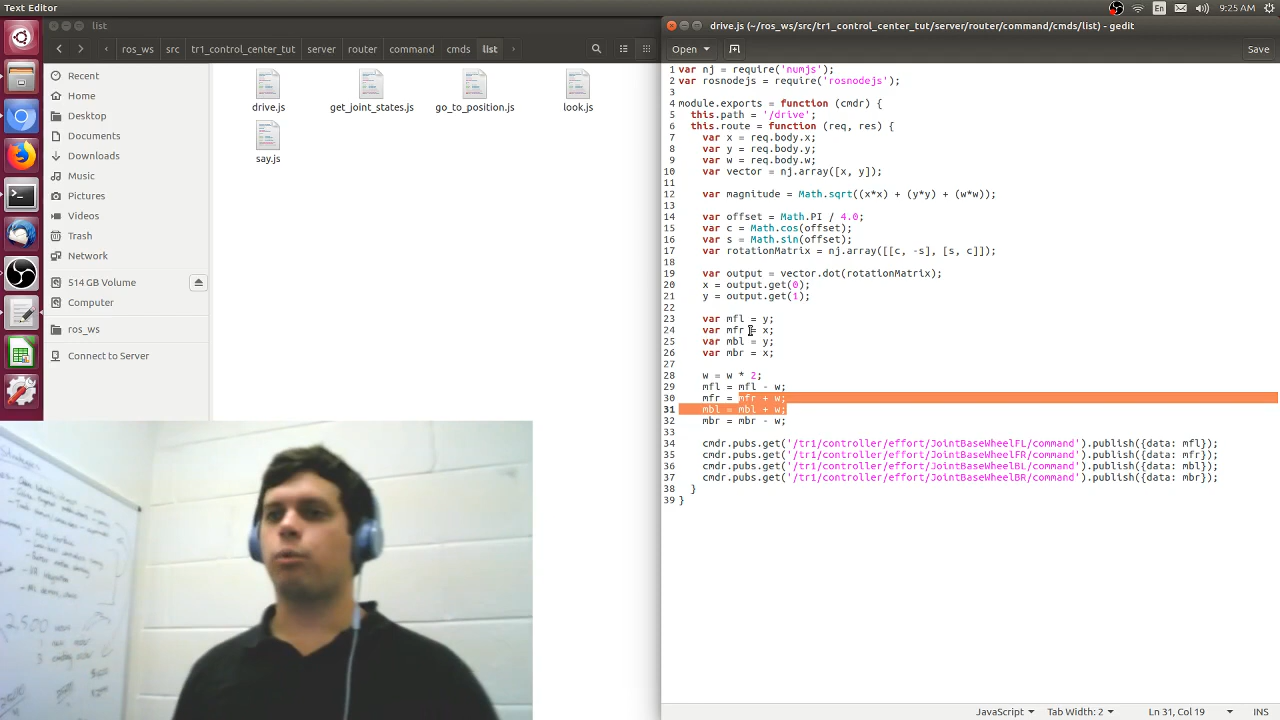 Text Editor
En
9:25 AM
list
ros_ws
src
tr1_control_center_tut
server
router
command
cmds
list
Recent
Home
Desktop
Documents
Downloads
Music
Pictures
Videos
Trash
Network
514 GB Volume
Computer
ros_ws
Connect to Server
drive.js
get_joint_states.js
go_to_position.js
look.js
say.js
drive.js (~/ros_ws/src/tr1_control_center_tut/server/router/command/cmds/list) - gedit
Open
Save
1 var nj = require('numjs');
2 var rosnodejs = require('rosnodejs');
3
4 module.exports = function (cmdr) {
5 this.path = '/drive';
6 this.route = function (req, res) {
7 var x = req.body.x;
8 var y = req.body.y;
9 var w = req.body.w;
10 var vector = nj.array([x, y]);
11
12 var magnitude = Math.sqrt((x*x) + (y*y) + (w*w));
13
14 var offset = Math.PI / 4.0;
15 var c = Math.cos(offset);
16 var s = Math.sin(offset);
17 var rotationMatrix = nj.array([[c, -s], [s, c]]);
18
19 var output = vector.dot(rotationMatrix);
20 x = output.get(0);
21 y = output.get(1);
22
23 var mfl = y;
24 var mfr = x;
25 var mbl = y;
26 var mbr = x;
27
28 w = w * 2;
29 mfl = mfl - w;
30 mfr = mfr + w;
31 mbl = mbl + w;
32 mbr = mbr - w;
33
34 cmdr.pubs.get('/tr1/controller/effort/JointBaseWheelFL/command').publish({data: mfl});
35 cmdr.pubs.get('/tr1/controller/effort/JointBaseWheelFR/command').publish({data: mfr});
36 cmdr.pubs.get('/tr1/controller/effort/JointBaseWheelBL/command').publish({data: mbl});
37 cmdr.pubs.get('/tr1/controller/effort/JointBaseWheelBR/command').publish({data: mbr});
38 }
39 }
JavaScript
Tab Width: 2
Ln 31, Col 19
INS
2,500